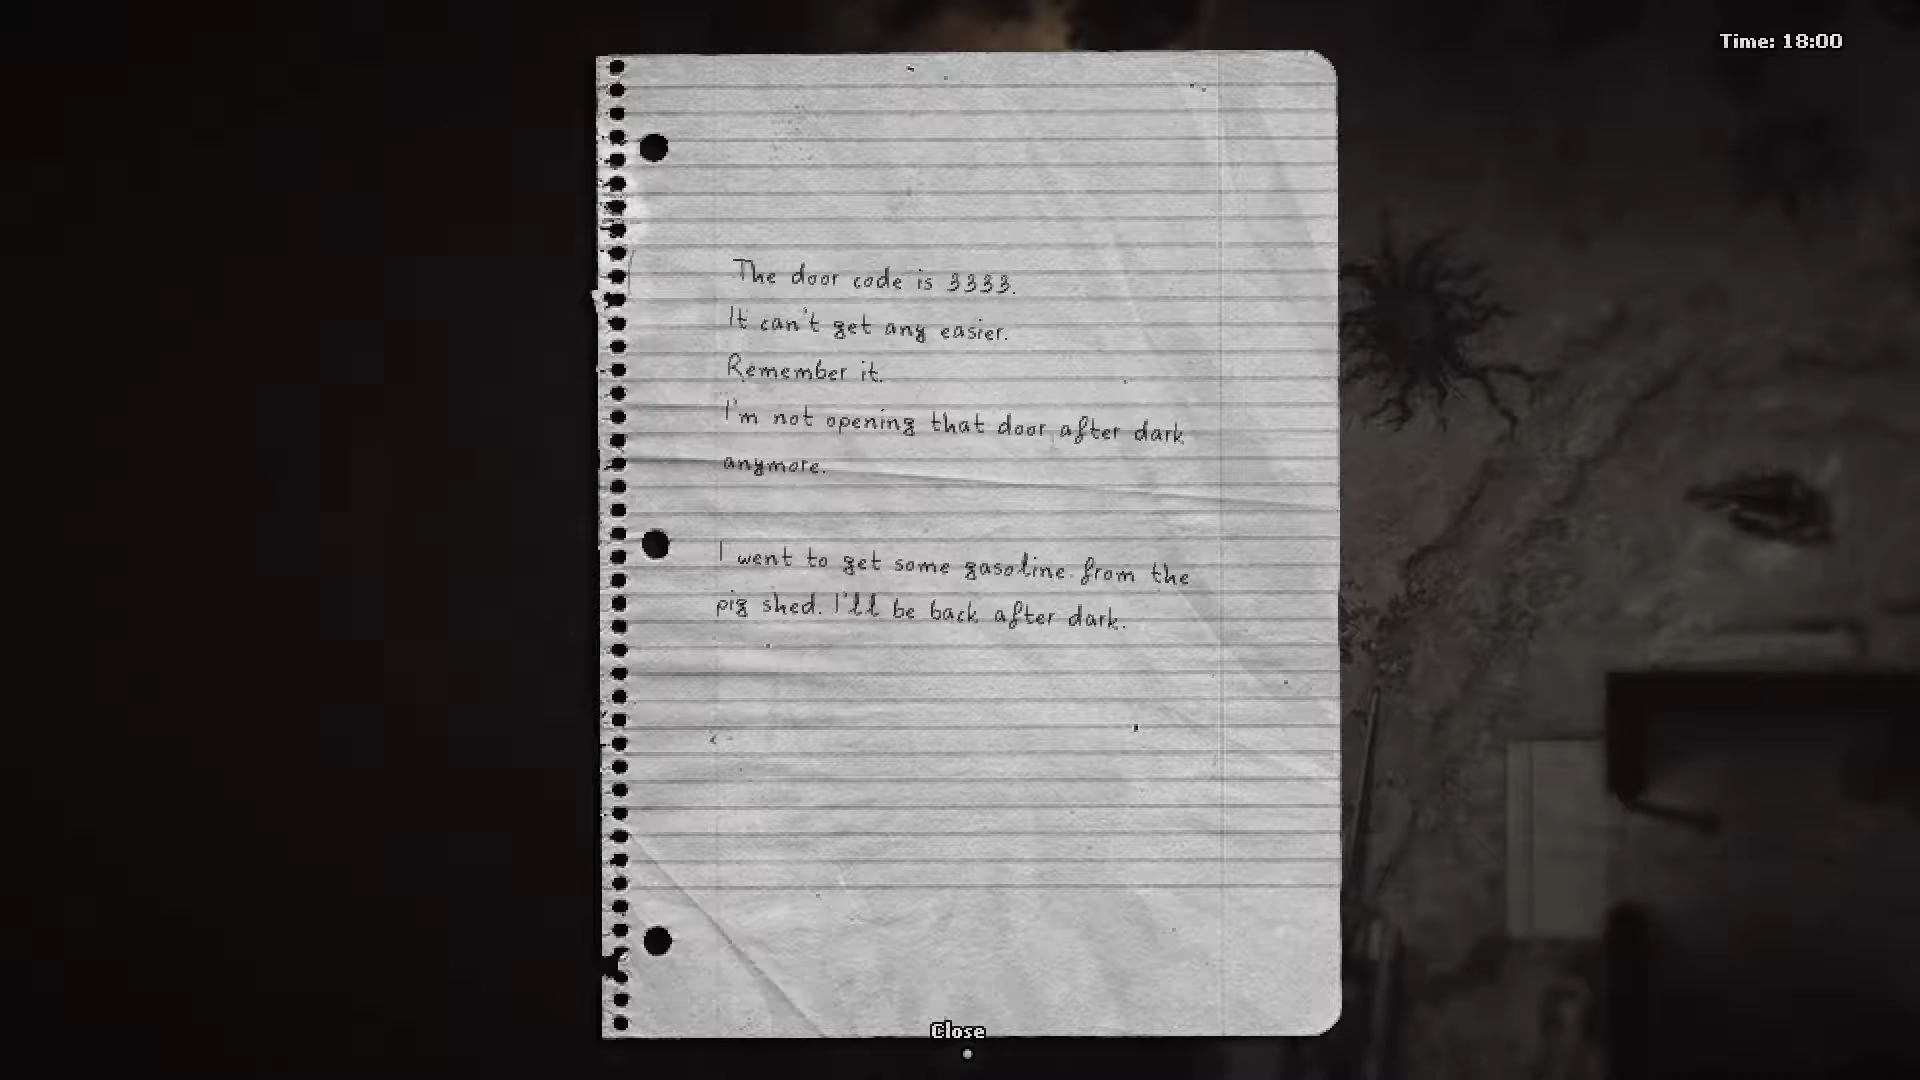 Time: 18:00
The door code is 3333.
It can't get any easier.
Remember it.
I'm not opening that door after dark
anymore.
I went to get some gasoline from the
pig shed. I'll be back after dark.
Close